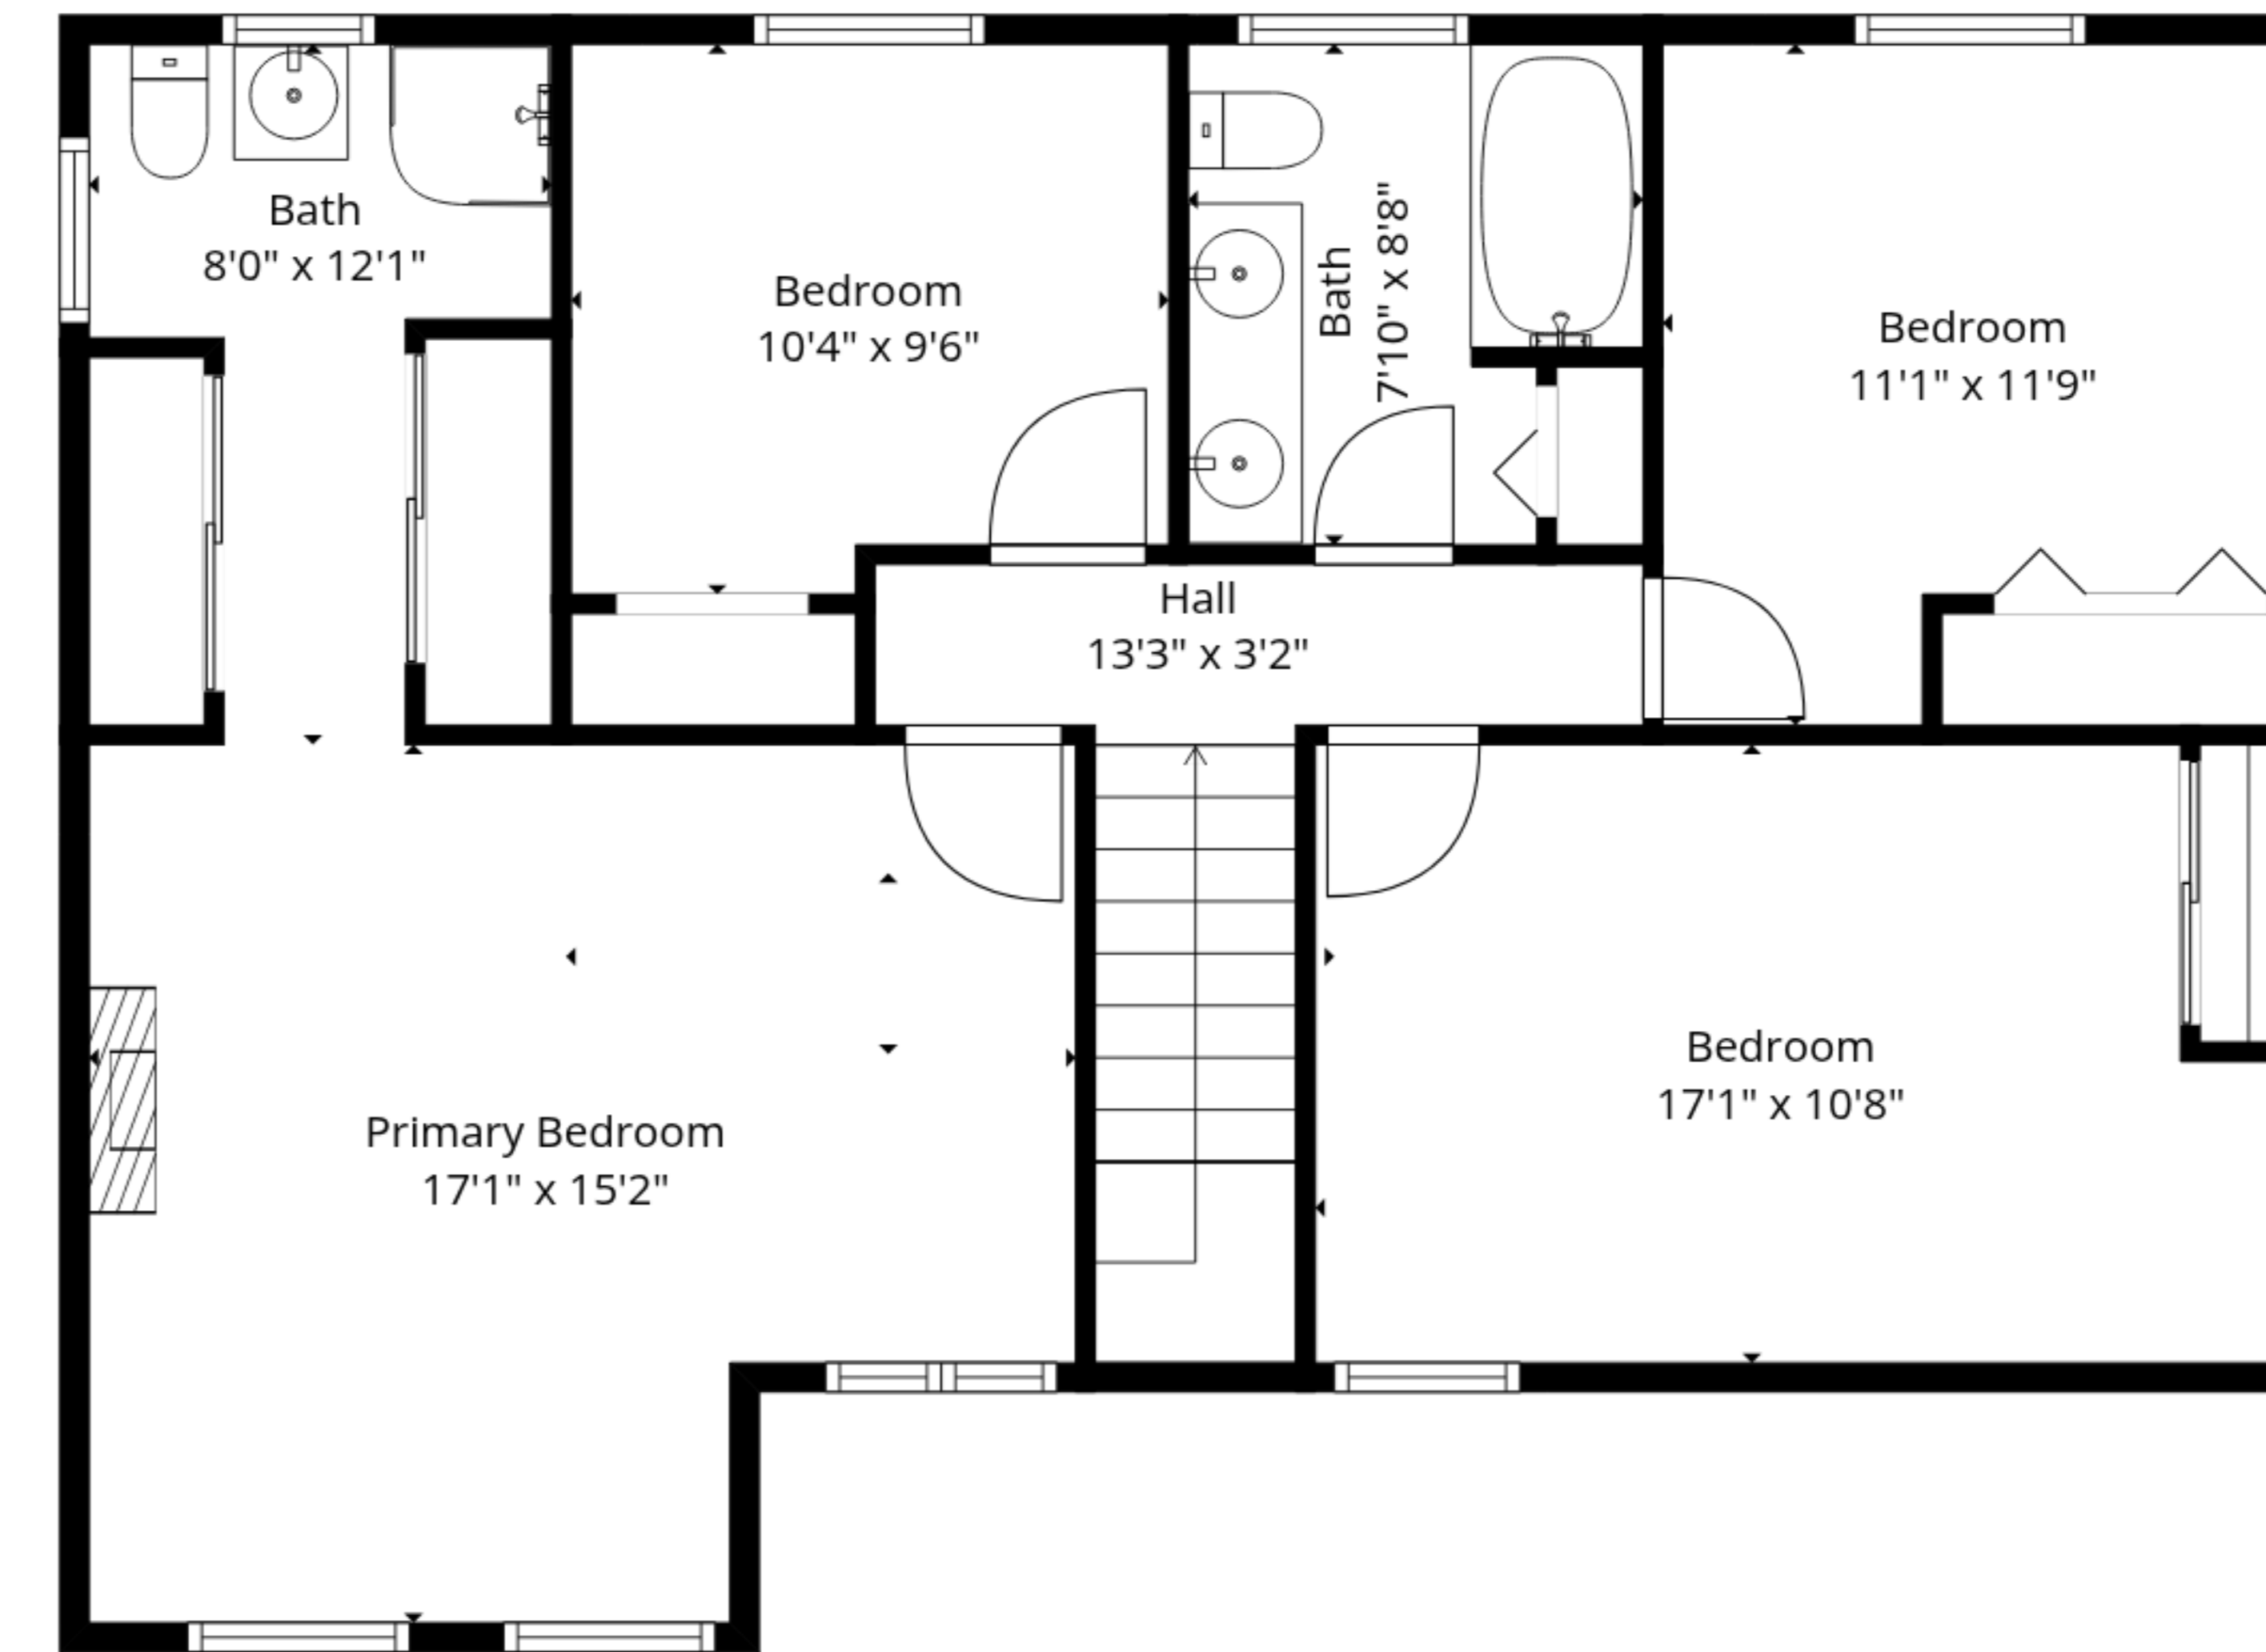 Bath
8'0" x 12'1"
Bedroom
10'4" x 9'6"
Bath
7'10" x 8'8"
Bedroom
11'1" x 11'9"
Hall
13'3" x 3'2"
Primary Bedroom
17'1" x 15'2"
Bedroom
17'1" x 10'8"